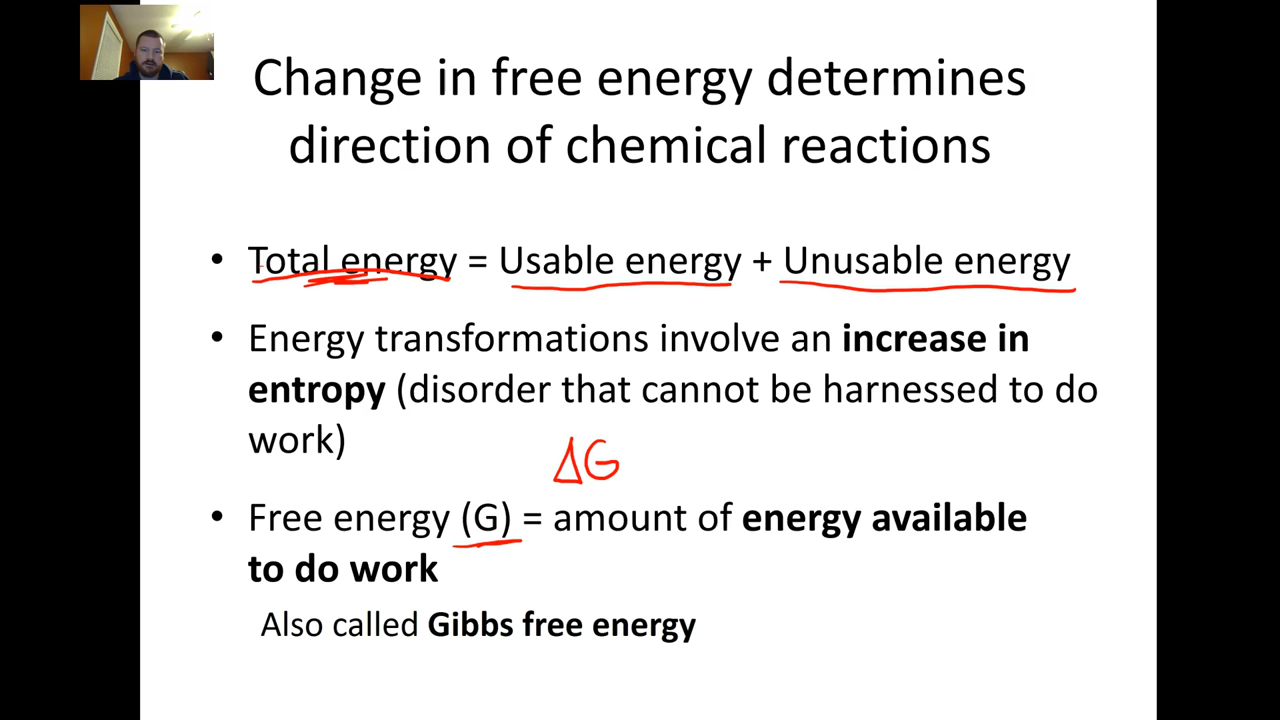 Change in free energy determines
direction of chemical reactions
• Total energy = Usable energy + Unusable energy
• Energy transformations involve an increase in
entropy (disorder that cannot be harnessed to do
work)
ΔG
• Free energy (G) = amount of energy available
to do work
Also called Gibbs free energy